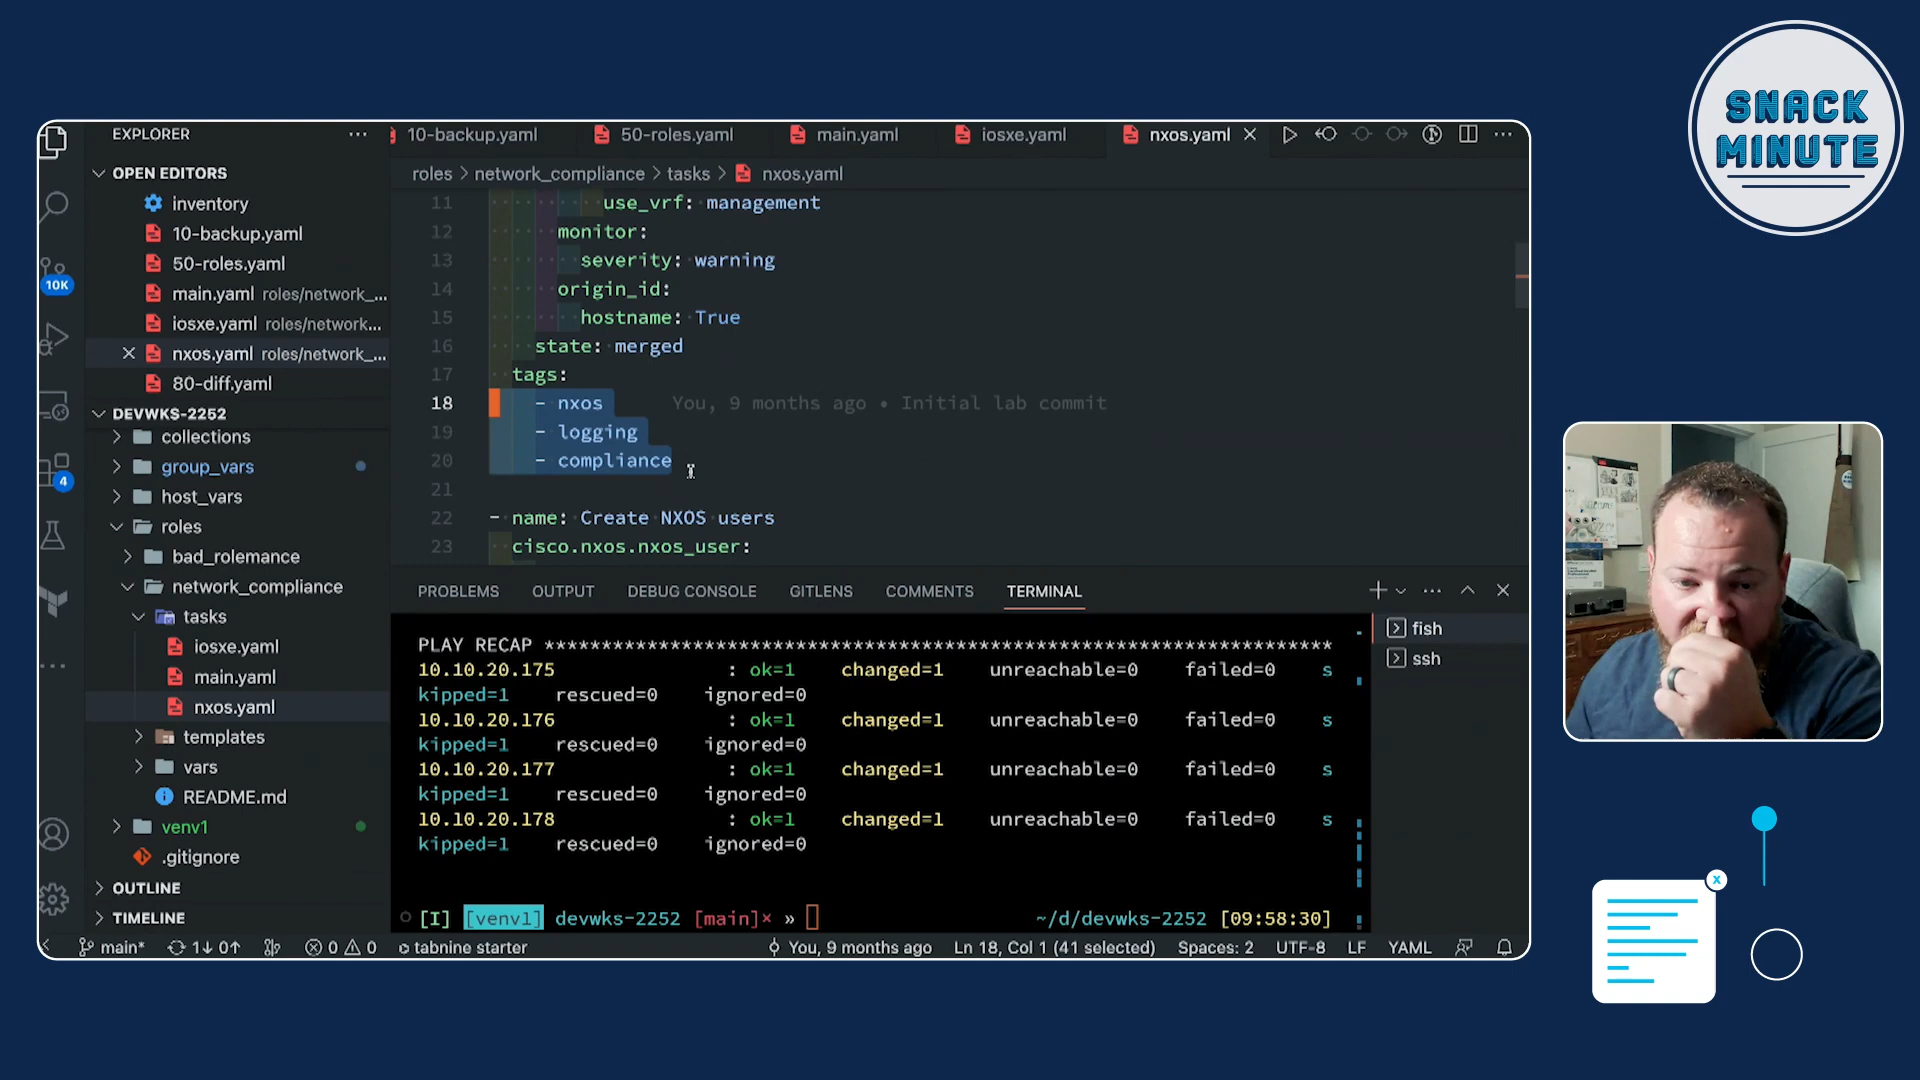 SNACK
MINUTE
EXPLORER
10-backup.yaml
50-roles.yaml
main.yaml
iosxe.yaml
nxos.yaml
OPEN EDITORS
roles > network_compliance > tasks > nxos.yaml
inventory
10-backup.yaml
50-roles.yaml
main.yaml roles/network_...
iosxe.yaml roles/network...
nxos.yaml roles/network_...
80-diff.yaml
DEVWKS-2252
collections
group_vars
host_vars
roles
bad_rolemance
network_compliance
tasks
iosxe.yaml
main.yaml
nxos.yaml
templates
vars
README.md
venv1
.gitignore
OUTLINE
TIMELINE
10K
4
11 use_vrf: management
12 monitor:
13 severity: warning
14 origin_id:
15 hostname: True
16 state: merged
17 tags:
18 - nxos You, 9 months ago • Initial lab commit
19 - logging
20 - compliance
21
22 - name: Create NXOS users
23 cisco.nxos.nxos_user:
PROBLEMS OUTPUT DEBUG CONSOLE GITLENS COMMENTS TERMINAL
fish
ssh
PLAY RECAP *********************************************************************
10.10.20.175 : ok=1 changed=1 unreachable=0 failed=0 s
kipped=1 rescued=0 ignored=0
10.10.20.176 : ok=1 changed=1 unreachable=0 failed=0 s
kipped=1 rescued=0 ignored=0
10.10.20.177 : ok=1 changed=1 unreachable=0 failed=0 s
kipped=1 rescued=0 ignored=0
10.10.20.178 : ok=1 changed=1 unreachable=0 failed=0 s
kipped=1 rescued=0 ignored=0
[I] [venv1] devwks-2252 [main]× » ~/d/devwks-2252 [09:58:30]
main* 1↓ 0↑ 0 0 tabnine starter You, 9 months ago Ln 18, Col 1 (41 selected) Spaces: 2 UTF-8 LF YAML
x